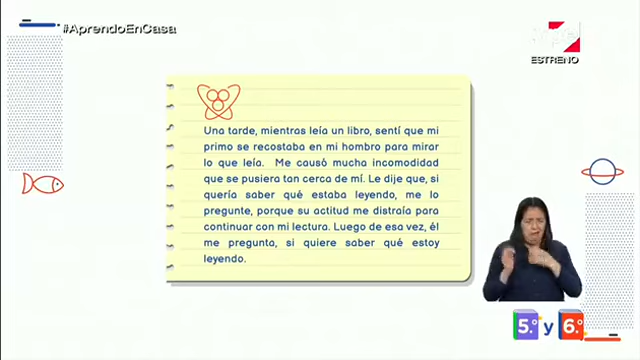 #AprendoEnCasa
ESTRENO
Una tarde, mientras leía un libro, sentí que mi
primo se recostaba en mi hombro para mirar
lo que leía. Me causó mucha incomodidad
que se pusiera tan cerca de mí. Le dije que, si
quería saber qué estaba leyendo, me lo
pregunte, porque su actitud me distraía para
continuar con mi lectura. Luego de esa vez, él
me pregunta, si quiere saber qué estoy
leyendo.
5.º y 6.º